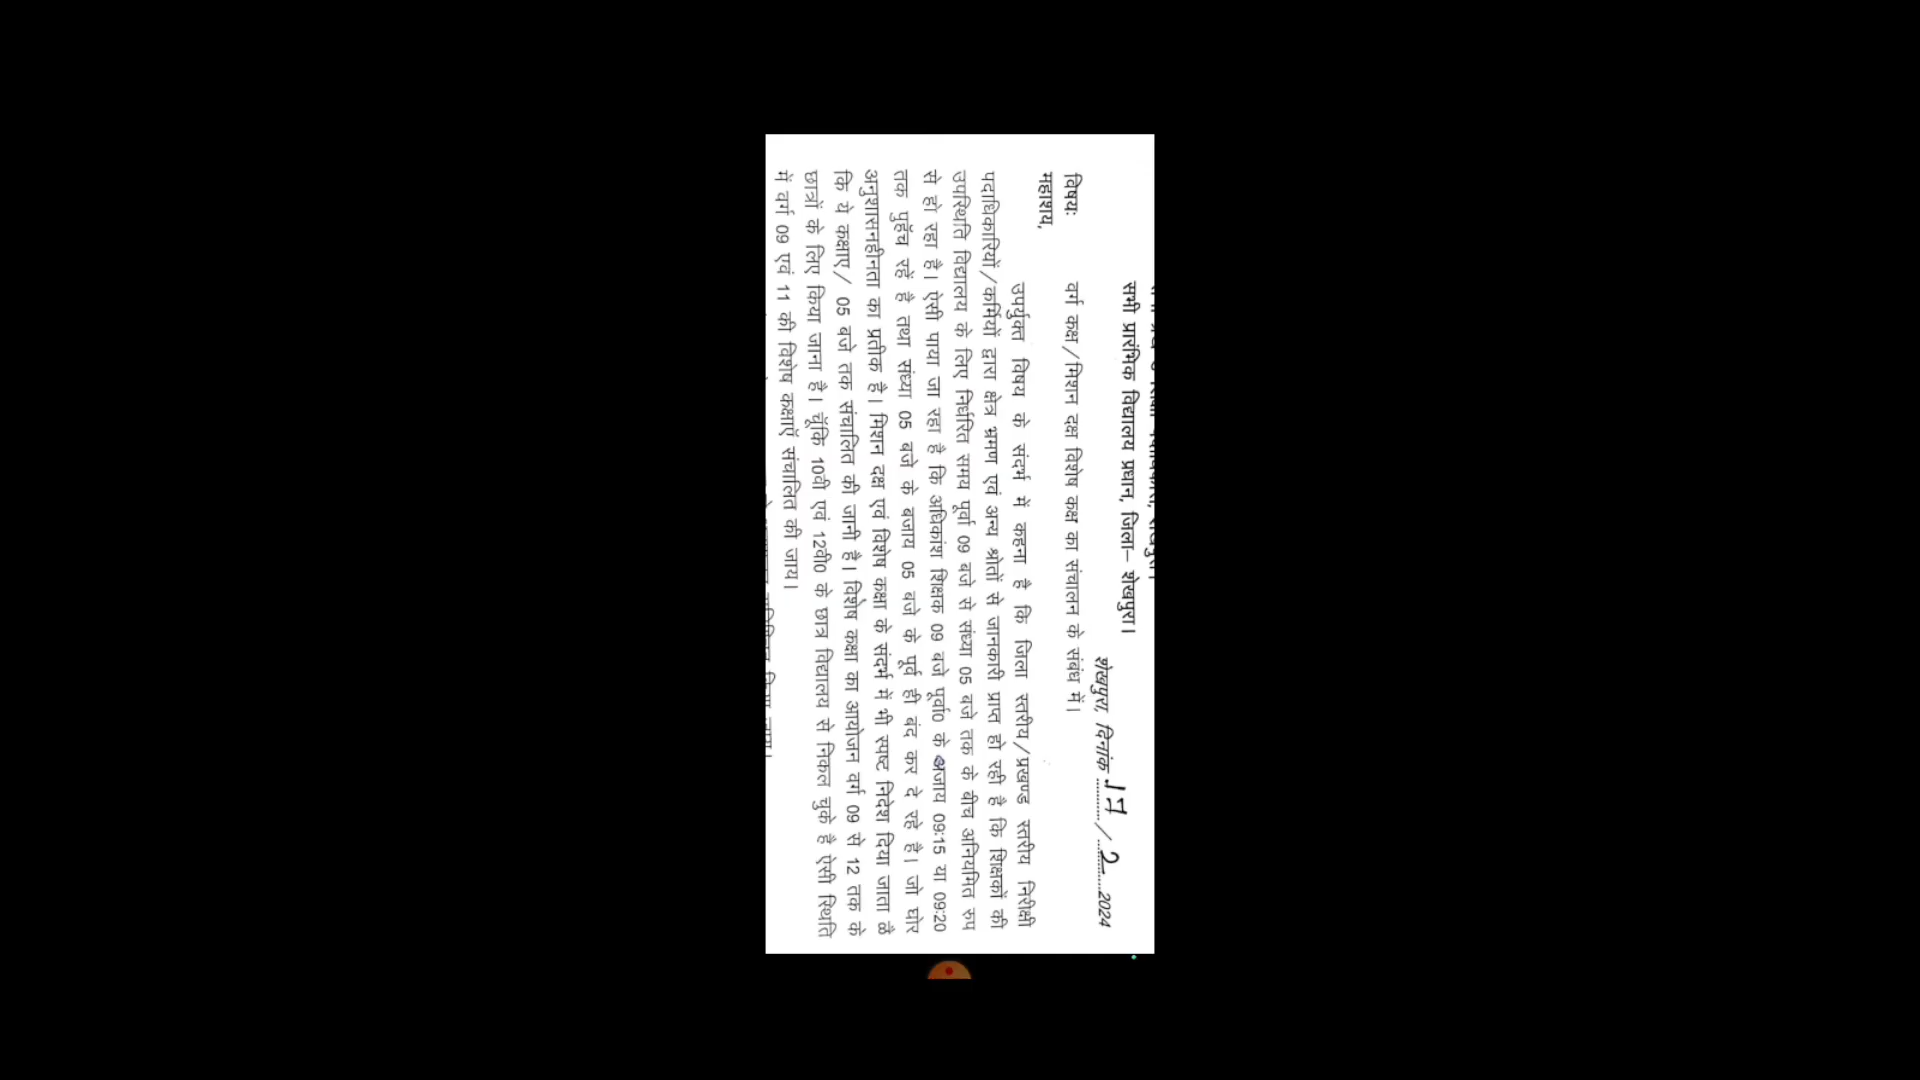 सभी प्रारंभिक विद्यालय प्रधान, जिला– शेखपुरा।
शेखपुरा, दिनांक 17 / 2 2024
विषयः वर्ग कक्ष/मिशन दक्ष विशेष कक्ष का संचालन के संबंध में।
महाशय,
उपर्युक्त विषय के संदर्भ में कहना है कि जिला स्तरीय/प्रखण्ड स्तरीय निरीक्षी
पदाधिकारियों/कर्मियों द्वारा क्षेत्र भ्रमण एवं अन्य श्रोतों से जानकारी प्राप्त हो रही है कि शिक्षकों की
उपस्थिति विद्यालय के लिए निर्धारित समय पूर्वा 09 बजे से संध्या 05 बजे तक के बीच अनियमित रुप
से हो रहा है। ऐसी पाया जा रहा है कि अधिकांश शिक्षक 09 बजे पूर्वा0 के बजाय 09:15 या 09:20
तक पुहॅच रहें है तथा संध्या 05 बजे के बजाय 05 बजे के पूर्व ही बंद कर दे रहे है। जो घोर
अनुशासनहीनता का प्रतीक है। मिशन दक्ष एवं विशेष कक्षा के संदर्भ में भी स्पष्ट निदेश दिया जाता ळै
कि ये कक्षाए/ 05 बजे तक संचालित की जानी है। विशेष कक्षा का आयोजन वर्ग 09 से 12 तक के
छात्रों के लिए किया जाना है। चूॅकि 10वी एवं 12वी0 के छात्र विद्यालय से निकल चुके है ऐसी स्थिति
में वर्ग 09 एवं 11 की विशेष कक्षाऍ संचालित की जाय।